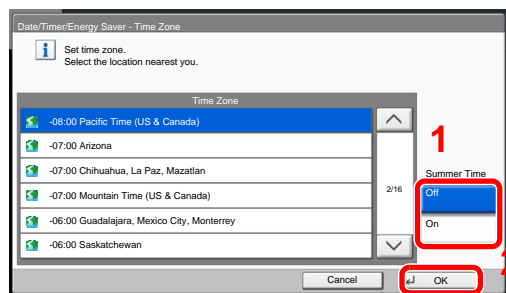 Date/Timer/Energy Saver - Time Zone
i
Set time zone.
Select the location nearest you.
Time Zone
-08:00 Pacific Time (US & Canada)
-07:00 Arizona
-07:00 Chihuahua, La Paz, Mazatlan
-07:00 Mountain Time (US & Canada)
-06:00 Guadalajara, Mexico City, Monterrey
-06:00 Saskatchewan
2/16
1
Summer Time
Off
On
2
Cancel
OK